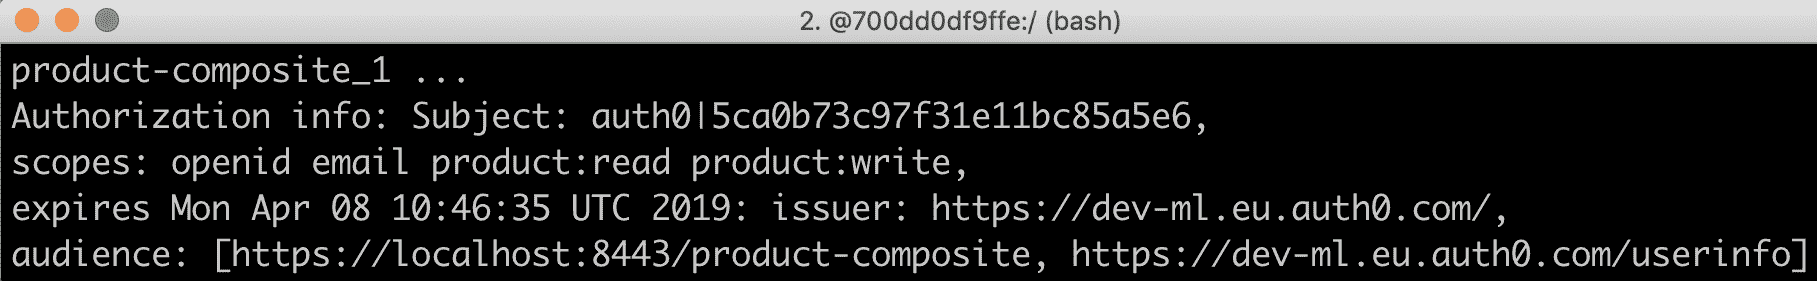 2. @700dd0df9ffe:/ (bash)
product-composite_1 ...
Authorization info: Subject: auth0|5ca0b73c97f31e11bc85a5e6,
scopes: openid email product:read product:write,
expires Mon Apr 08 10:46:35 UTC 2019: issuer: https://dev-ml.eu.auth0.com/,
audience: [https://localhost:8443/product-composite, https://dev-ml.eu.auth0.com/userinfo]